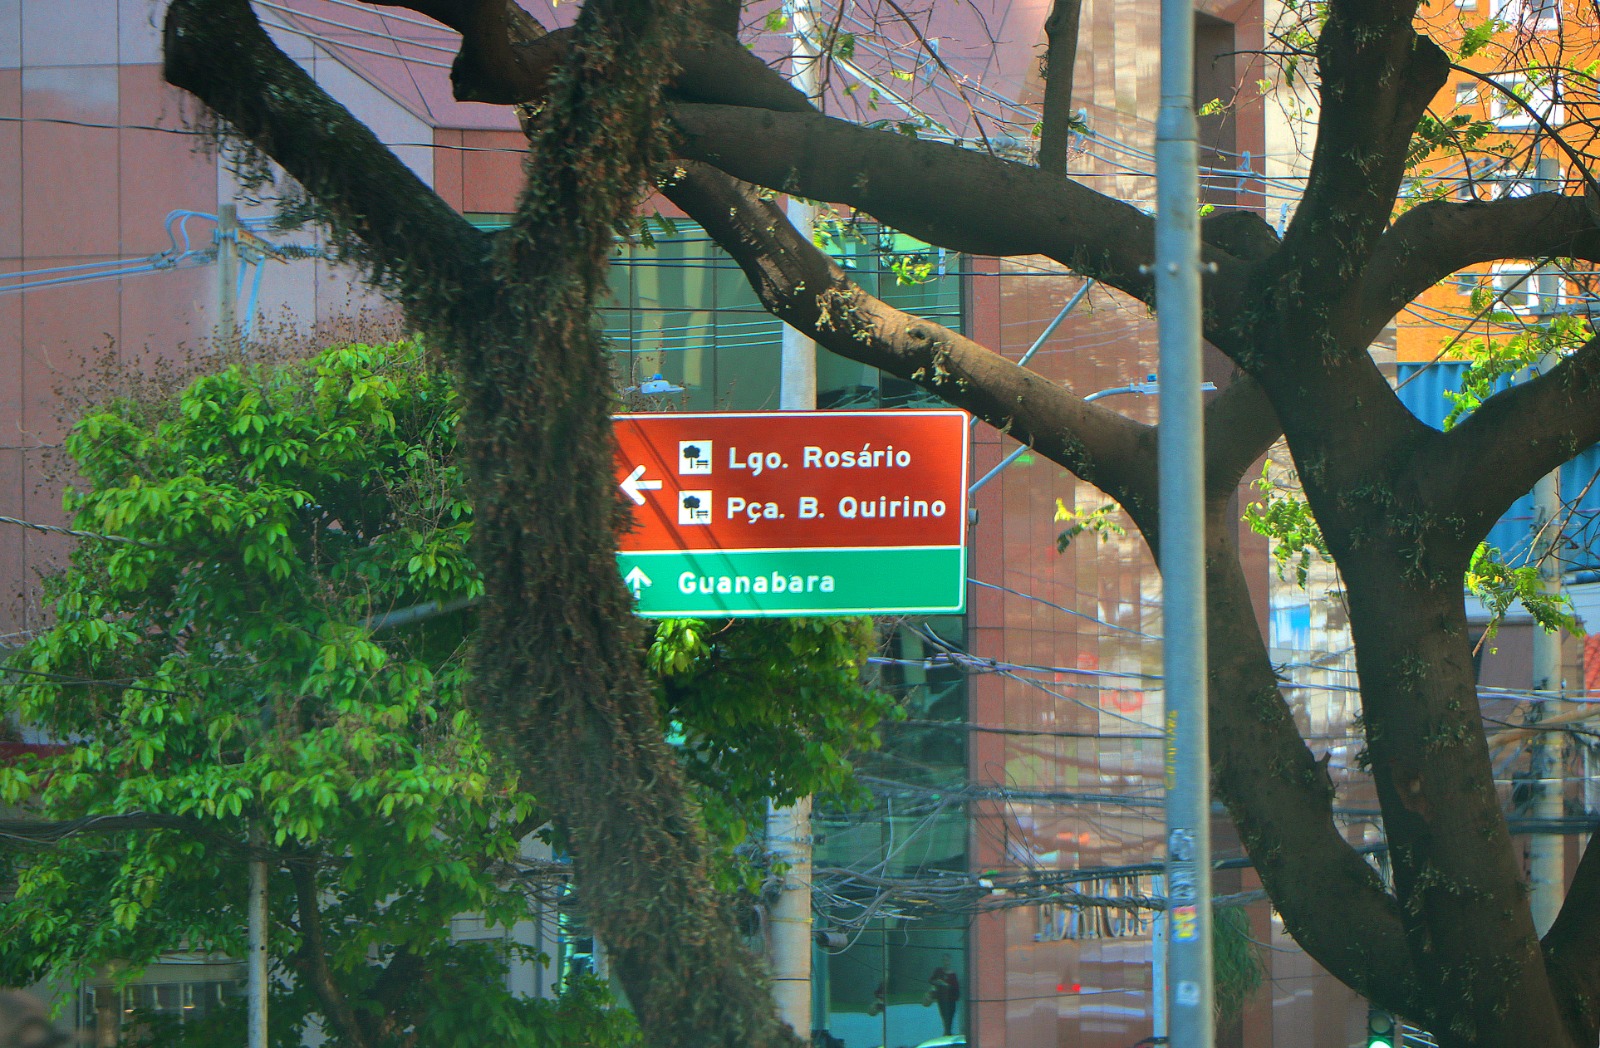 Lgo. Rosário
Pça. B. Quirino
Guanabara